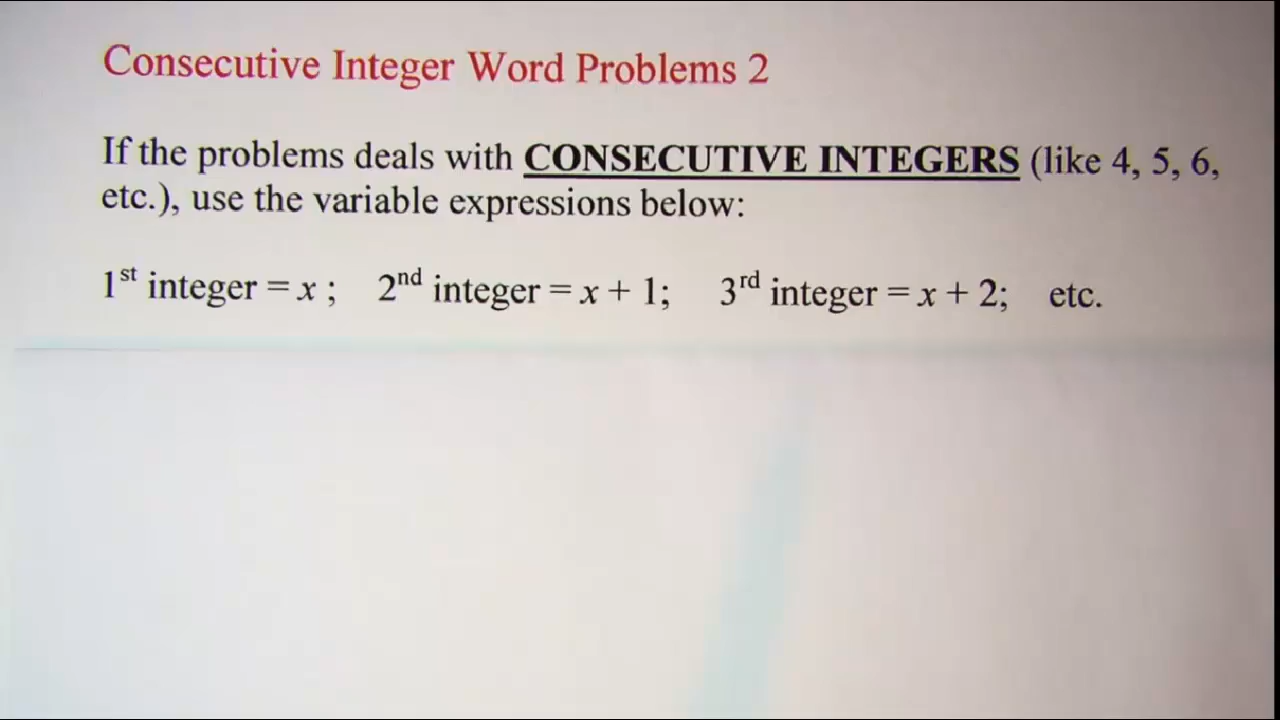 Consecutive Integer Word Problems 2
If the problems deals with CONSECUTIVE INTEGERS (like 4, 5, 6,
etc.), use the variable expressions below:
1st integer = x ; 2nd integer = x + 1; 3rd integer = x + 2; etc.